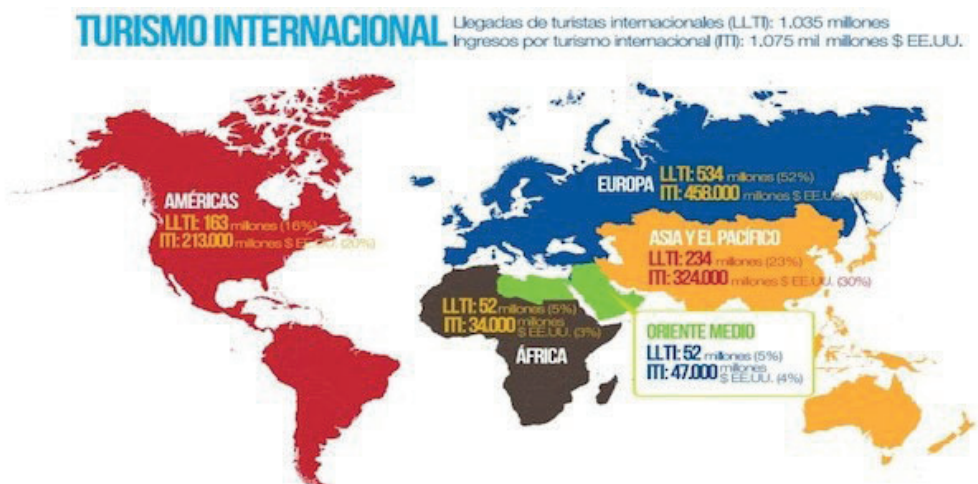 TURISMO INTERNACIONAL
Llegadas de turistas internacionales (LLTI): 1.035 millones
Ingresos por turismo internacional (ITI): 1.075 mil millones $ EE.UU.
AMÉRICAS
LLTI: 163 millones (16%)
ITI: 213.000 millones $ EE.UU. (20%)
EUROPA
LLTI: 534 millones (52%)
ITI: 458.000 millones $ EE.UU.
ASIA Y EL PACÍFICO
LLTI: 234 millones (23%)
ITI: 324.000 millones $ EE.UU. (30%)
LLTI: 52 millones (5%)
ITI: 34.000 millones
$ EE.UU. (3%)
ÁFRICA
ORIENTE MEDIO
LLTI: 52 millones (5%)
ITI: 47.000 millones
$ EE.UU. (4%)